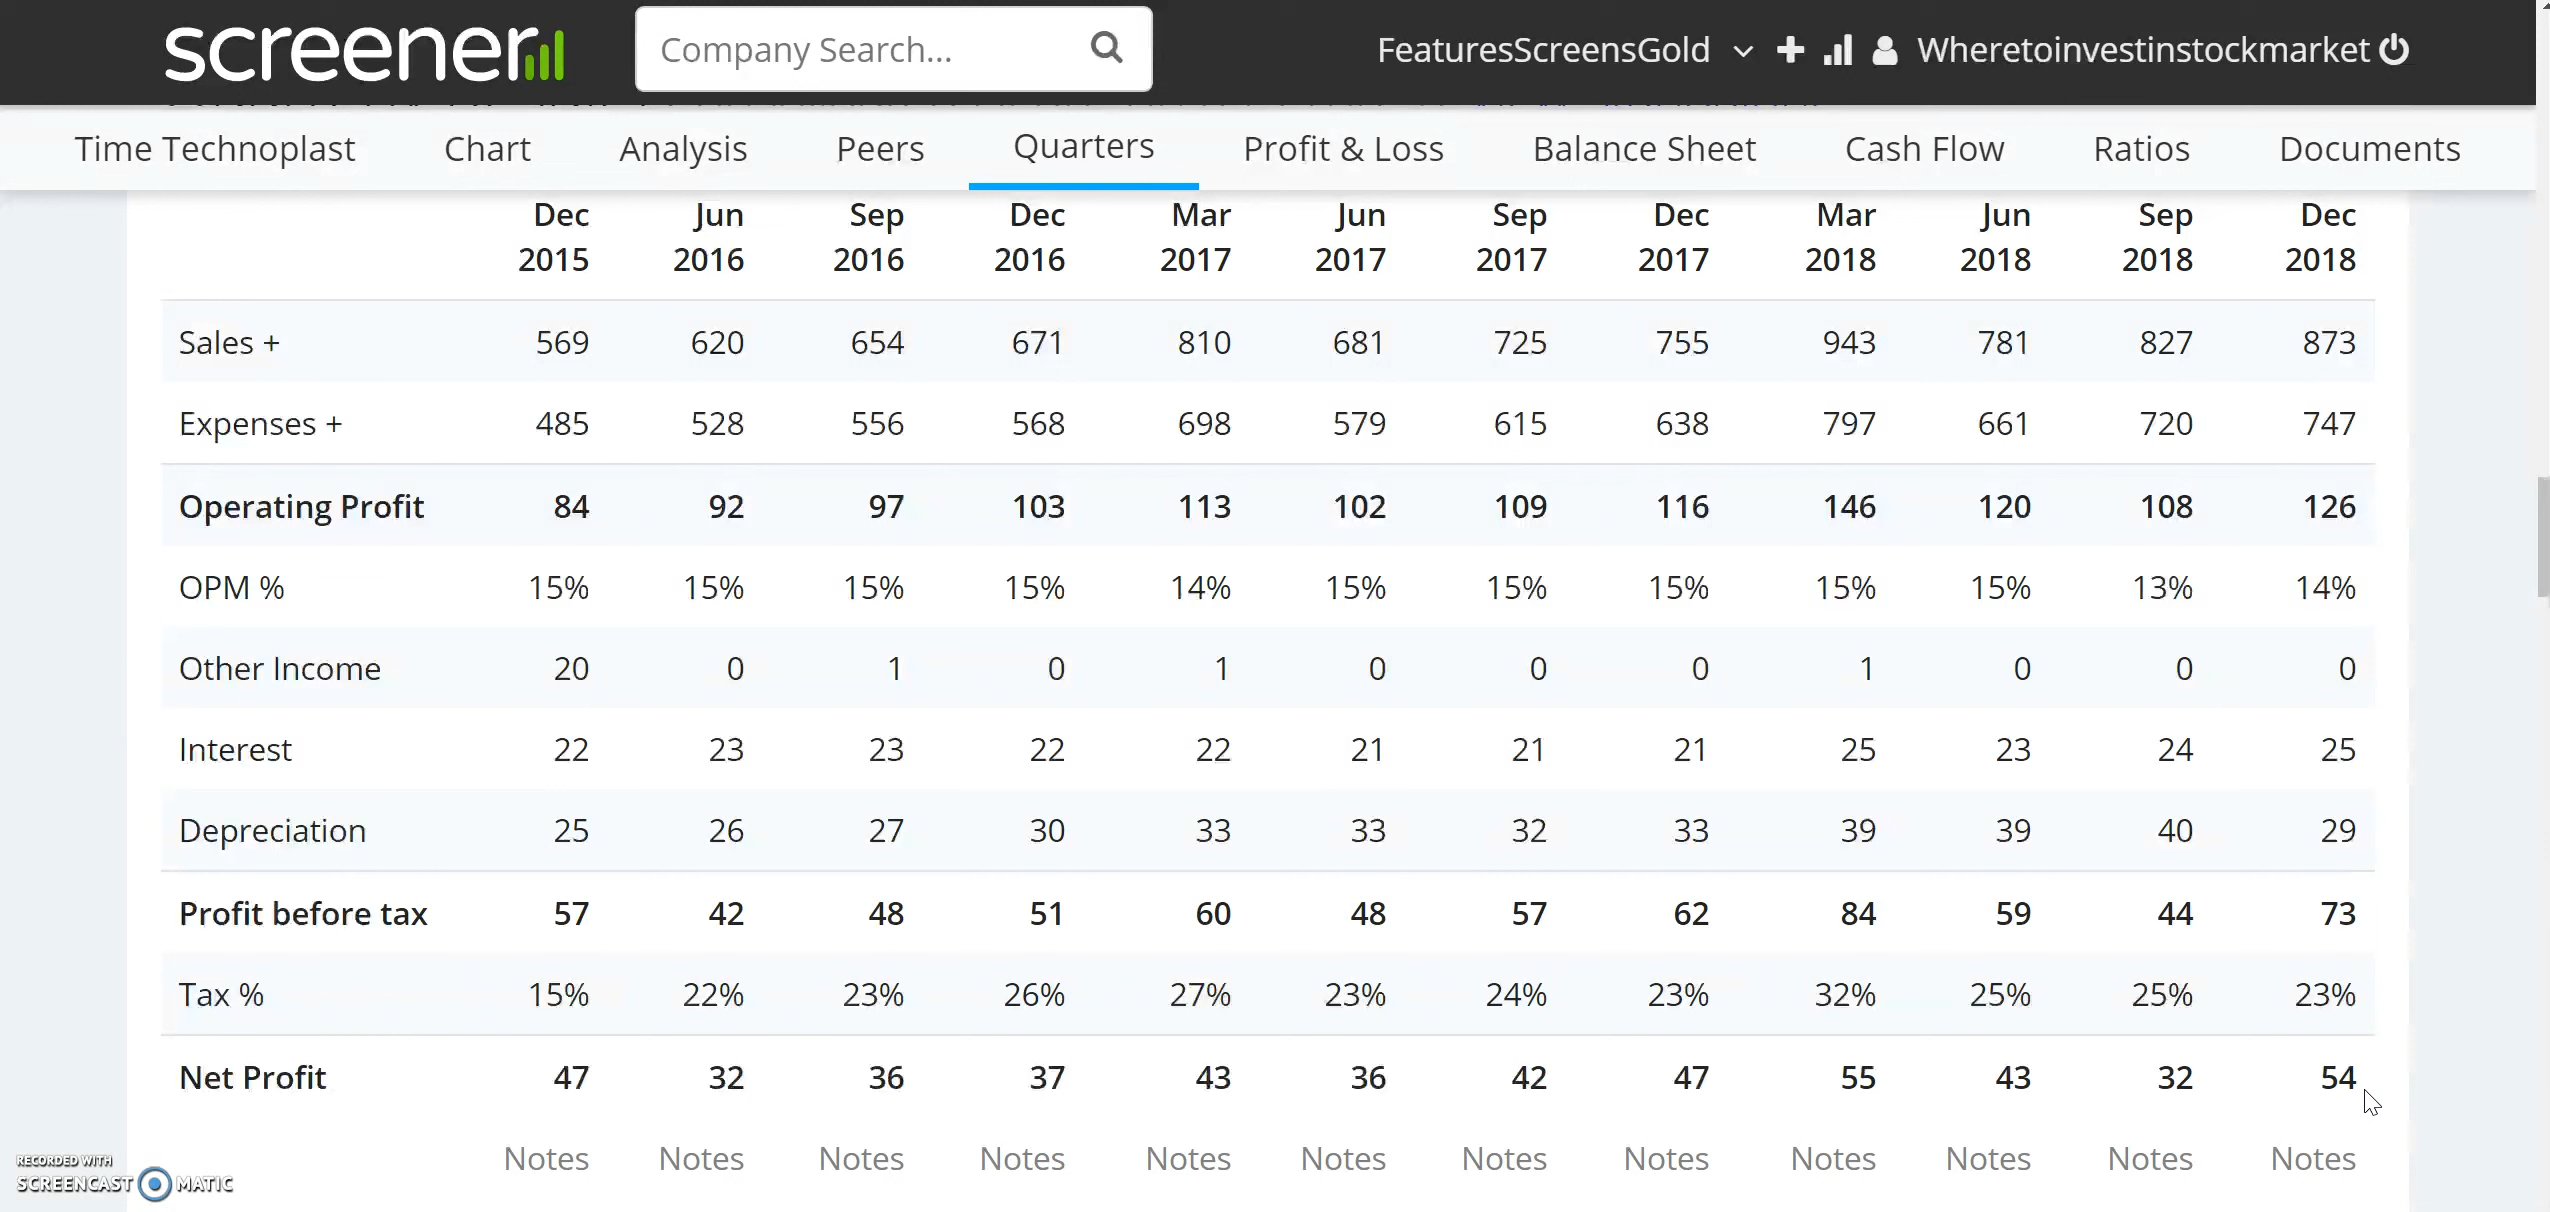 screener
Company Search...
FeaturesScreensGold Wheretoinvestinstockmarket
Time Technoplast Chart Analysis Peers Quarters Profit & Loss Balance Sheet Cash Flow Ratios Documents
Dec Jun Sep Dec Mar Jun Sep Dec Mar Jun Sep Dec
2015 2016 2016 2016 2017 2017 2017 2017 2018 2018 2018 2018
Sales + 569 620 654 671 810 681 725 755 943 781 827 873
Expenses + 485 528 556 568 698 579 615 638 797 661 720 747
Operating Profit 84 92 97 103 113 102 109 116 146 120 108 126
OPM % 15% 15% 15% 15% 14% 15% 15% 15% 15% 15% 13% 14%
Other Income 20 0 1 0 1 0 0 0 1 0 0 0
Interest 22 23 23 22 22 21 21 21 25 23 24 25
Depreciation 25 26 27 30 33 33 32 33 39 39 40 29
Profit before tax 57 42 48 51 60 48 57 62 84 59 44 73
Tax % 15% 22% 23% 26% 27% 23% 24% 23% 32% 25% 25% 23%
Net Profit 47 32 36 37 43 36 42 47 55 43 32 54
Notes Notes Notes Notes Notes Notes Notes Notes Notes Notes Notes Notes
RECORDED WITH
SCREENCAST MATIC